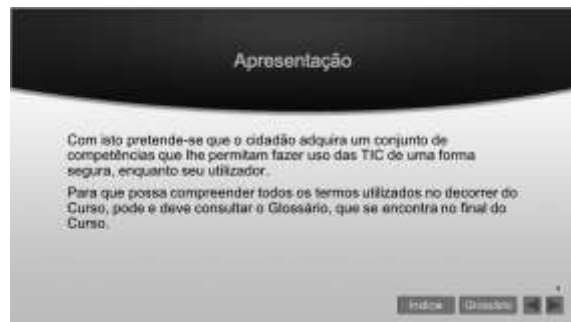 Apresentação
Com isto pretende-se que o cidadão adquira um conjunto de
competências que lhe permitam fazer uso das TIC de uma forma
segura, enquanto seu utilizador.
Para que possa compreender todos os termos utilizados no decorrer do
Curso, pode e deve consultar o Glossário, que se encontra no final do
Curso.
Índice Glossário